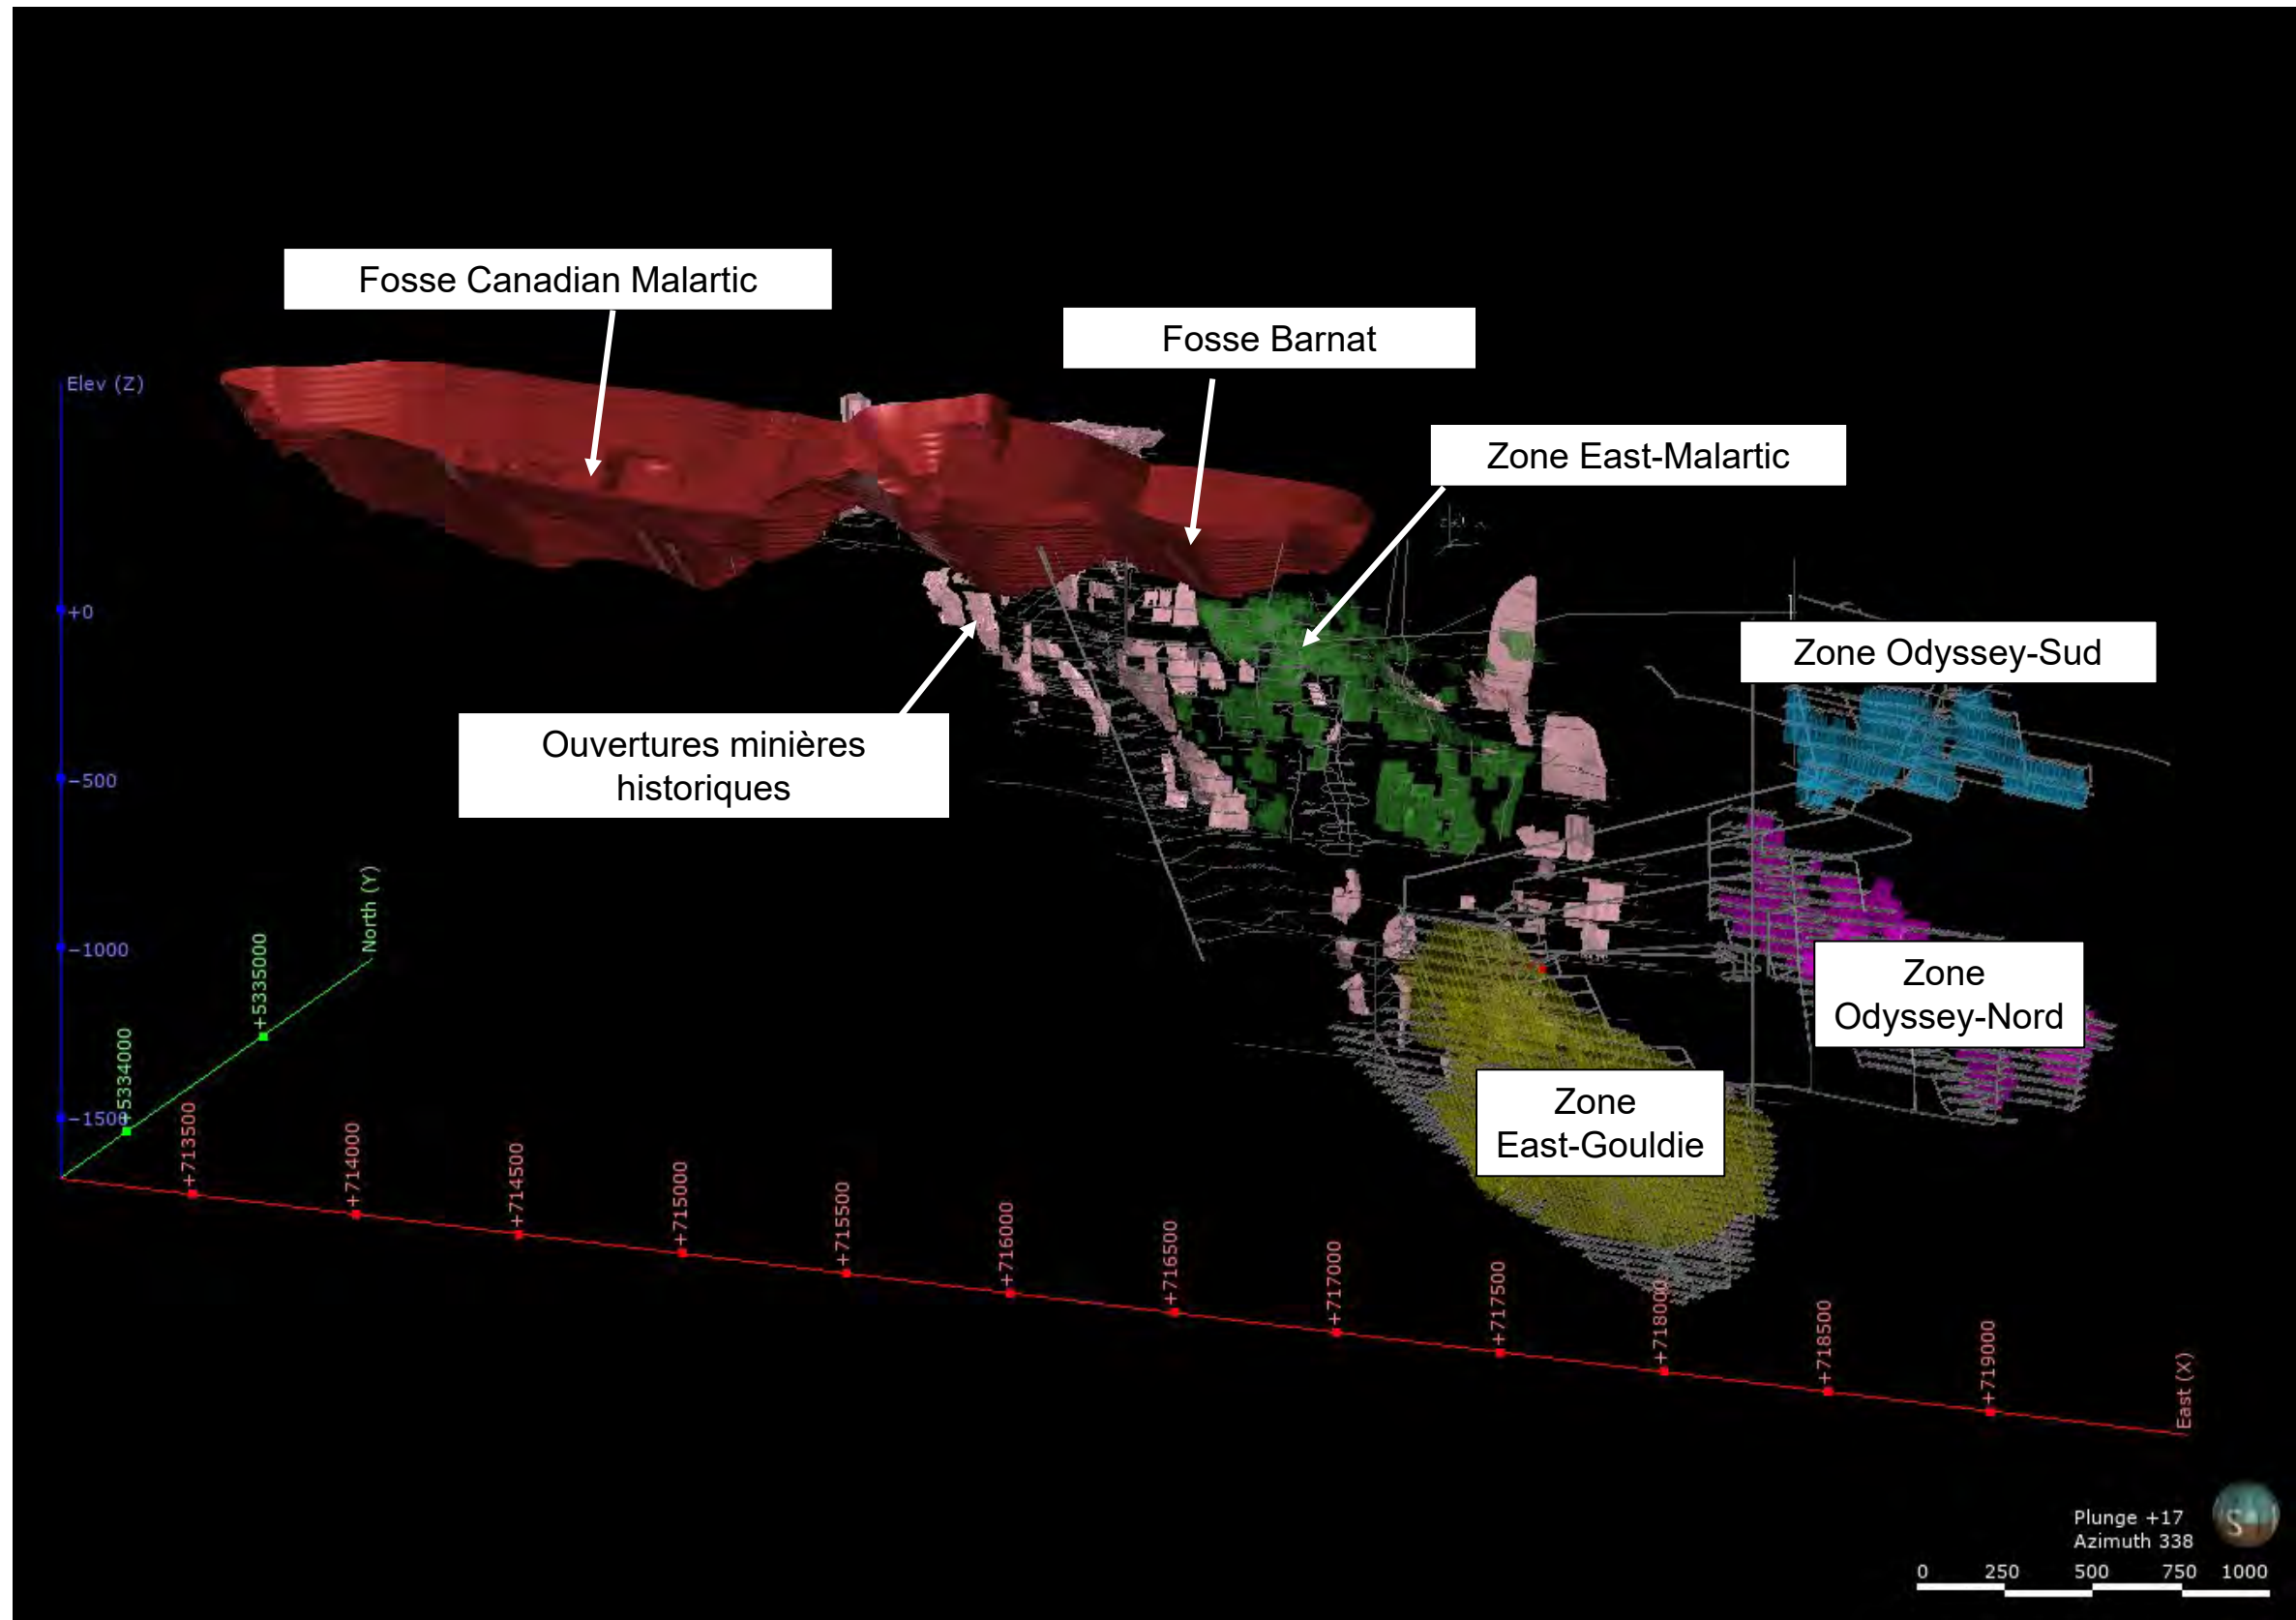 Fosse Canadian Malartic
Fosse Barnat
Elev (Z)
Zone East-Malartic
+0
Zone Odyssey-Sud
Ouvertures minières
historiques
-500
North (Y)
-1000
+5335000
Zone
Odyssey-Nord
+5334000
-1500
Zone
East-Gouldie
+713500
+714000
+714500
+715000
+715500
+716000
+716500
+717000
+717500
+718000
+718500
+719000
East (X)
Plunge +17
Azimuth 338
S
0 250 500 750 1000